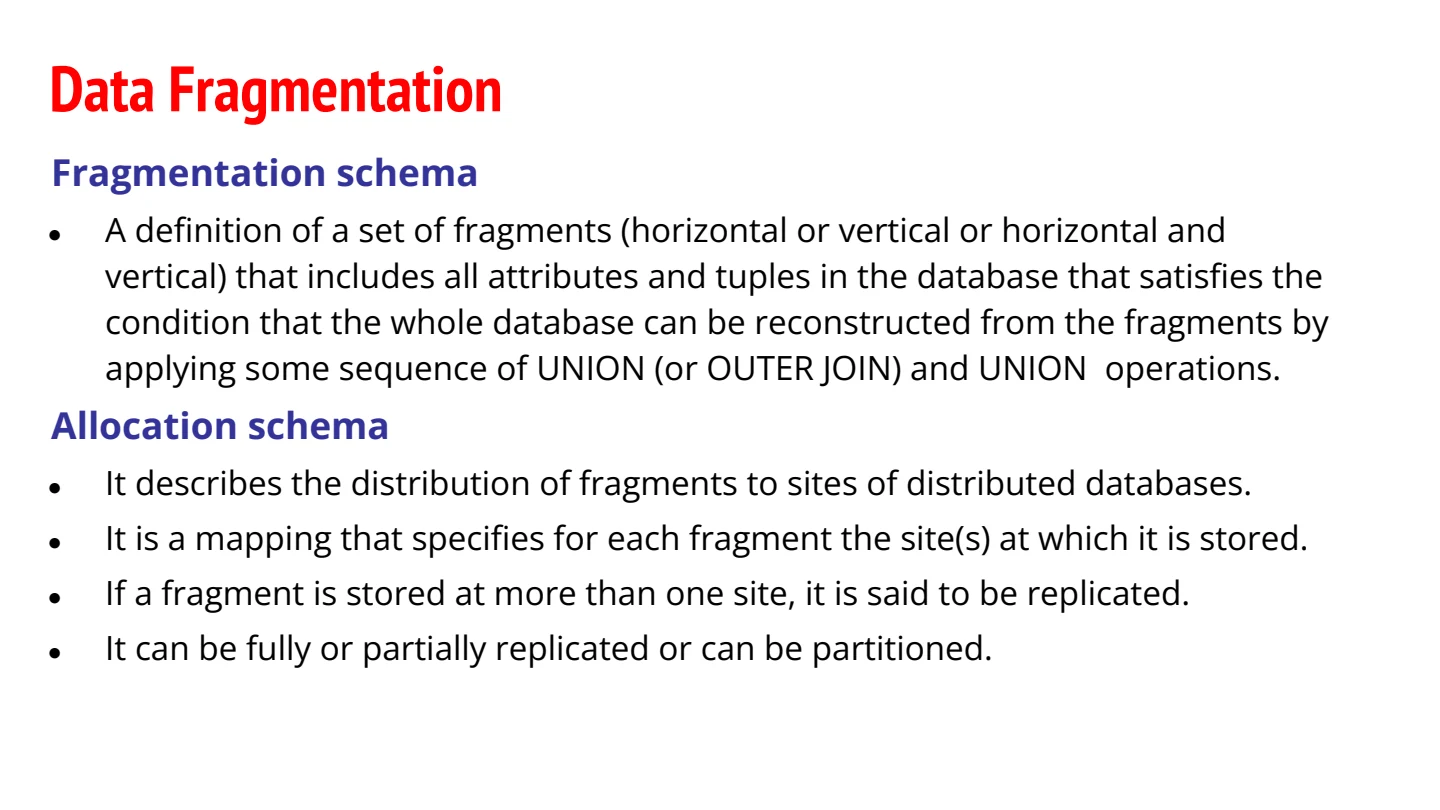 Data Fragmentation
Fragmentation schema
• A definition of a set of fragments (horizontal or vertical or horizontal and
vertical) that includes all attributes and tuples in the database that satisfies the
condition that the whole database can be reconstructed from the fragments by
applying some sequence of UNION (or OUTER JOIN) and UNION  operations.
Allocation schema
• It describes the distribution of fragments to sites of distributed databases.
• It is a mapping that specifies for each fragment the site(s) at which it is stored.
• If a fragment is stored at more than one site, it is said to be replicated.
• It can be fully or partially replicated or can be partitioned.